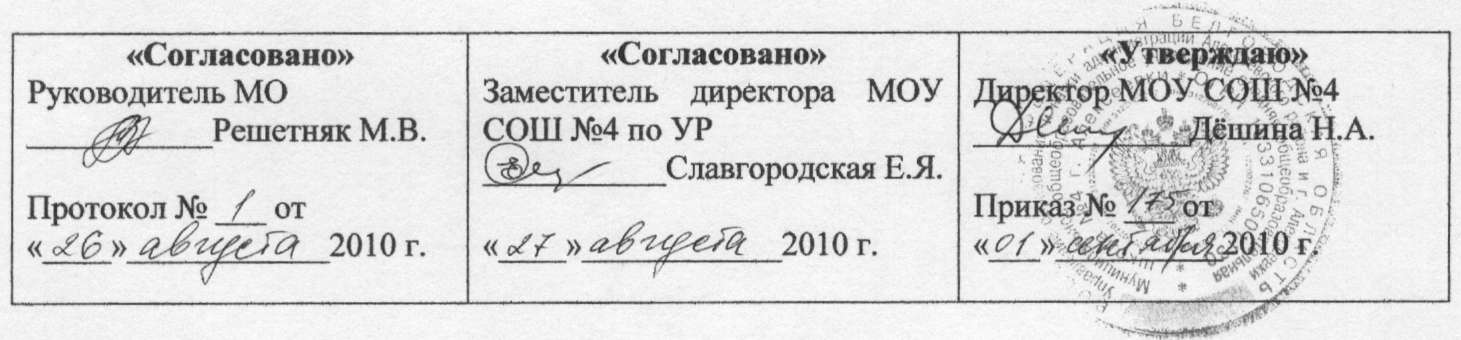 «Согласовано»
Руководитель МО
Решетняк М.В.
Протокол № 1 от
«26» августа 2010 г.
«Согласовано»
Заместитель директора МОУ
СОШ №4 по УР
Славгородская Е.Я.
«27» августа 2010 г.
«Утверждаю»
Директор МОУ СОШ №4
Дёшина Н.А.
Приказ № 175 от
«01» сентября 2010 г.